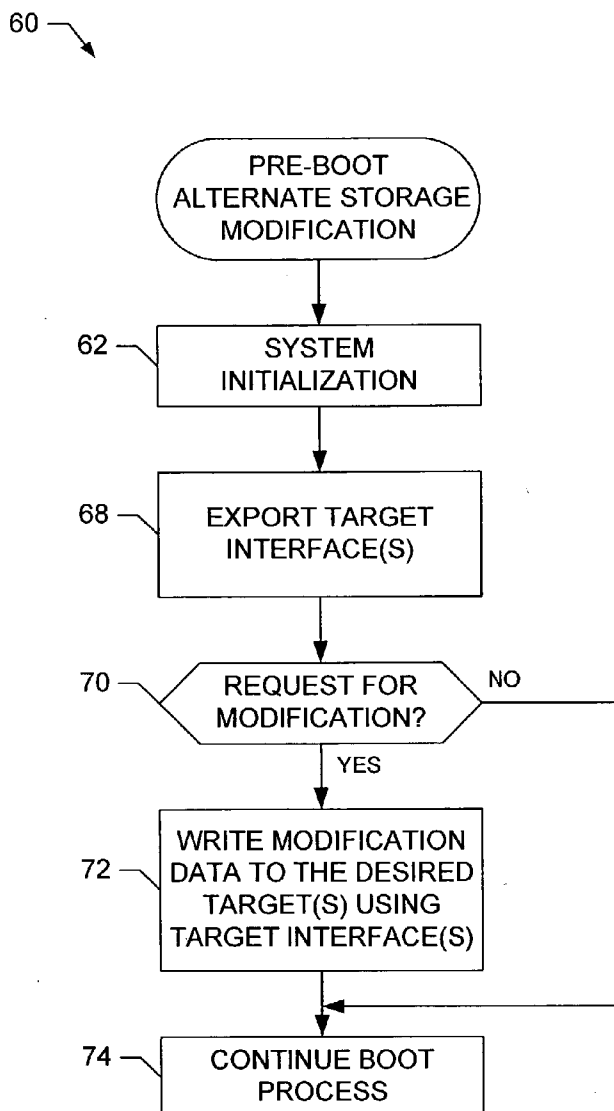 60
PRE-BOOT
ALTERNATE STORAGE
MODIFICATION
62
SYSTEM
INITIALIZATION
68
EXPORT TARGET
INTERFACE(S)
70
REQUEST FOR
MODIFICATION?
NO
YES
72
WRITE MODIFICATION
DATA TO THE DESIRED
TARGET(S) USING
TARGET INTERFACE(S)
74
CONTINUE BOOT
PROCESS